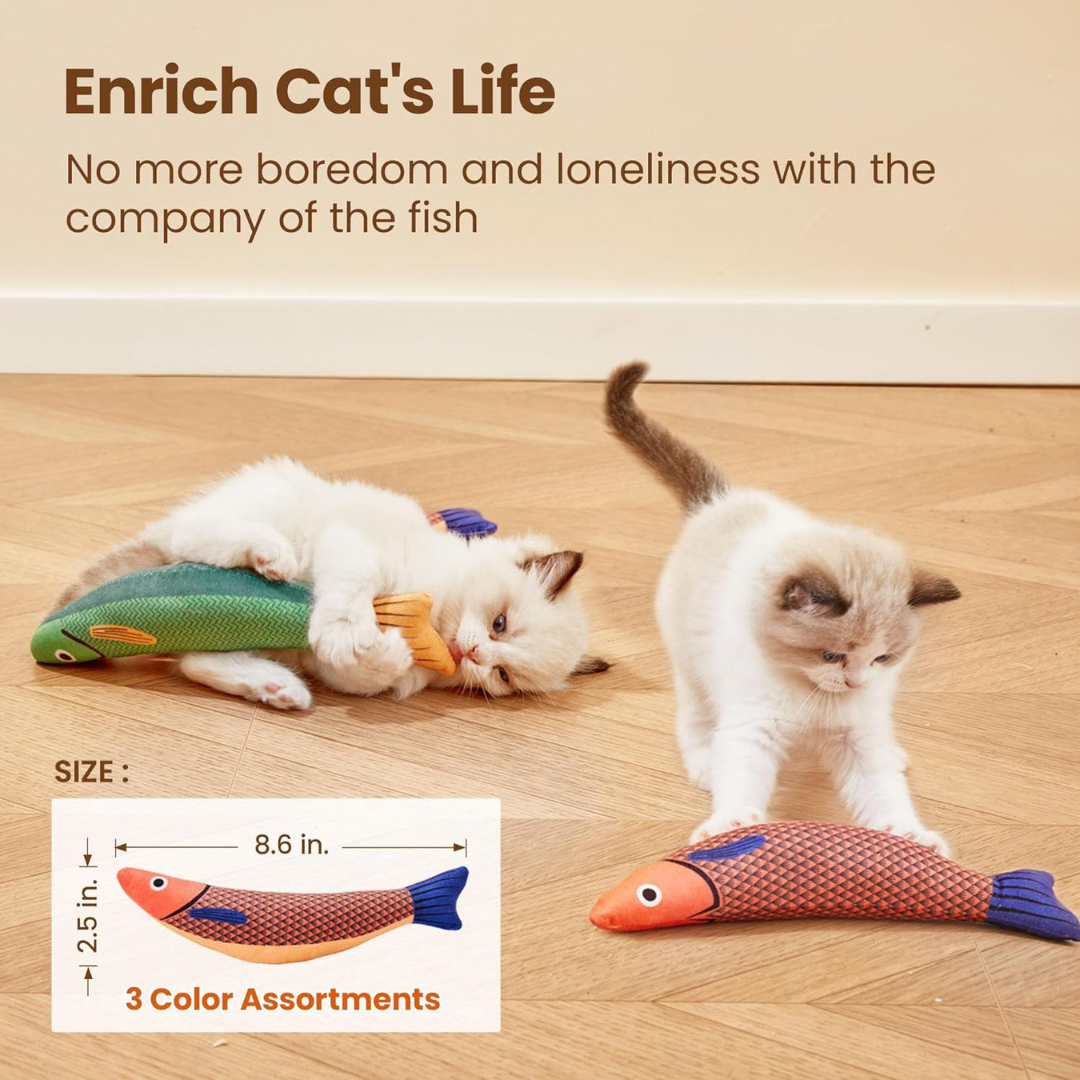 Enrich Cat's Life
No more boredom and loneliness with the
company of the fish
SIZE :
8.6 in.
2.5 in.
3 Color Assortments